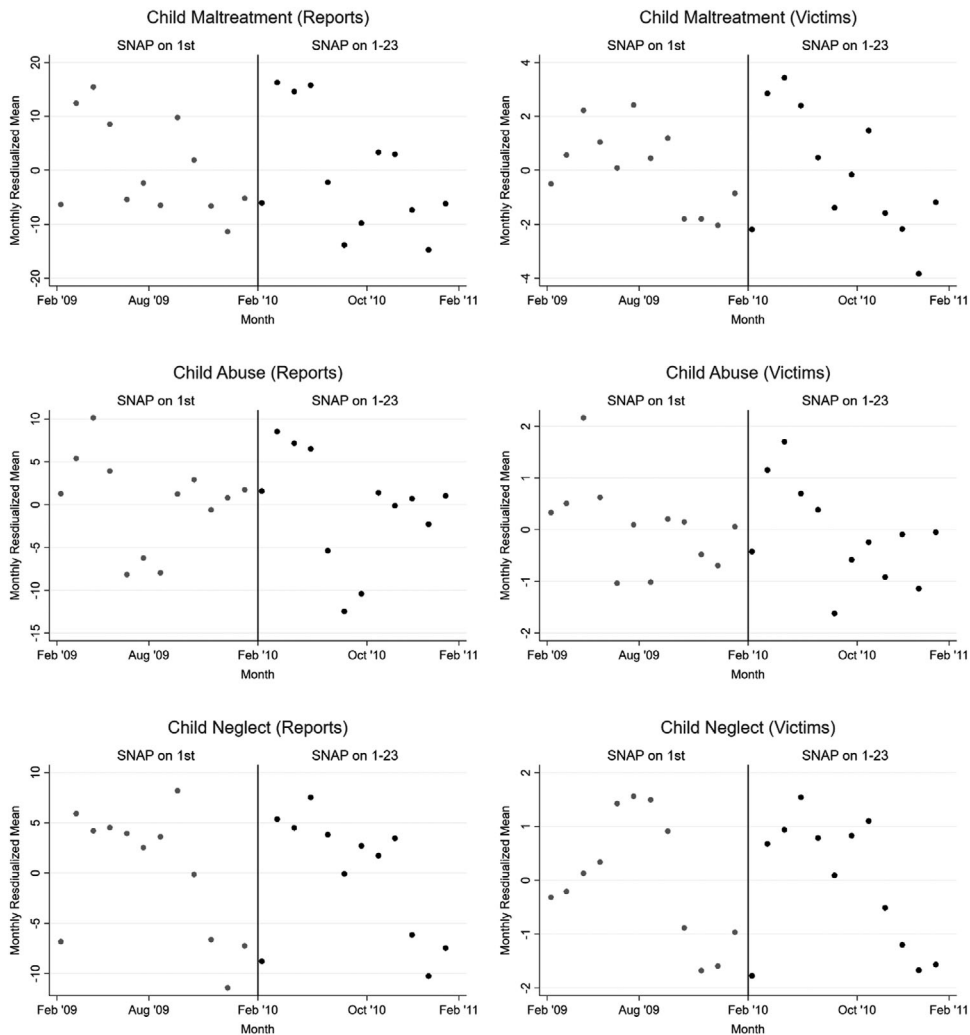 Child Maltreatment (Reports)
SNAP on 1st SNAP on 1-23
Monthly Resdiualized Mean
20
10
0
-10
-20
Feb '09 Aug '09 Feb '10 Oct '10 Feb '11
Month
Child Maltreatment (Victims)
SNAP on 1st SNAP on 1-23
Monthly Resdiualized Mean
4
2
0
-2
-4
Feb '09 Aug '09 Feb '10 Oct '10 Feb '11
Month
Child Abuse (Reports)
SNAP on 1st SNAP on 1-23
Monthly Resdiualized Mean
10
5
0
-5
-10
-15
Feb '09 Aug '09 Feb '10 Oct '10 Feb '11
Month
Child Abuse (Victims)
SNAP on 1st SNAP on 1-23
Monthly Resdiualized Mean
2
1
0
-1
-2
Feb '09 Aug '09 Feb '10 Oct '10 Feb '11
Month
Child Neglect (Reports)
SNAP on 1st SNAP on 1-23
Monthly Resdiualized Mean
10
5
0
-5
-10
Feb '09 Aug '09 Feb '10 Oct '10 Feb '11
Month
Child Neglect (Victims)
SNAP on 1st SNAP on 1-23
Monthly Resdiualized Mean
2
1
0
-1
-2
Feb '09 Aug '09 Feb '10 Oct '10 Feb '11
Month